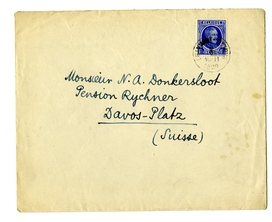 Monsieur N. A. Donkersloot
Pension Rychner
Davos-Platz
(Suisse)